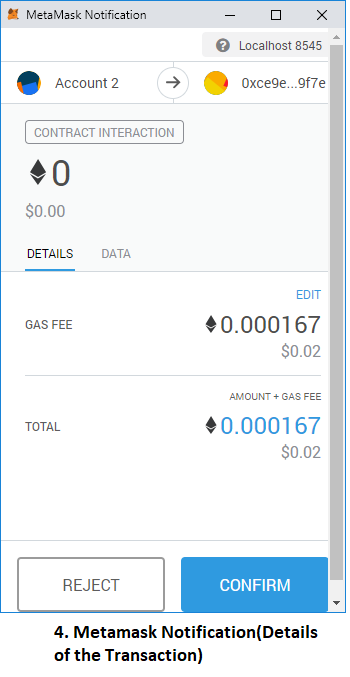 MetaMask Notification
Localhost 8545
Account 2
0xce9e...9f7e
CONTRACT INTERACTION
0
$0.00
DETAILS DATA
EDIT
GAS FEE 0.000167
$0.02
AMOUNT + GAS FEE
TOTAL 0.000167
$0.02
REJECT CONFIRM
4. Metamask Notification(Details
of the Transaction)